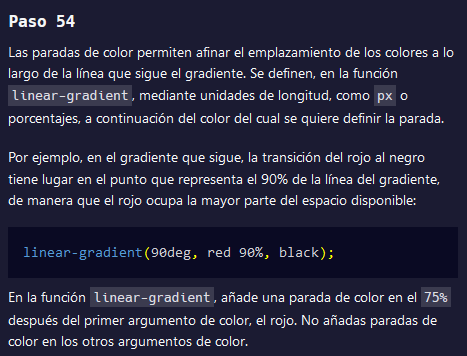 Paso 54
Las paradas de color permiten afinar el emplazamiento de los colores a lo
largo de la línea que sigue el gradiente. Se definen, en la función
linear-gradient, mediante unidades de longitud, como px o
porcentajes, a continuación del color del cual se quiere definir la parada.
Por ejemplo, en el gradiente que sigue, la transición del rojo al negro
tiene lugar en el punto que representa el 90% de la línea del gradiente,
de manera que el rojo ocupa la mayor parte del espacio disponible:
linear-gradient(90deg, red 90%, black);
En la función linear-gradient, añade una parada de color en el 75%
después del primer argumento de color, el rojo. No añadas paradas de
color en los otros argumentos de color.